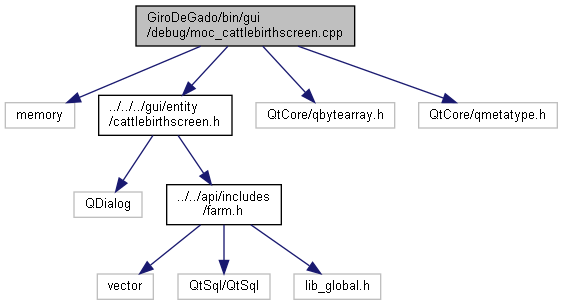 GiroDeGado/bin/gui
/debug/moc_cattlebirthscreen.cpp
memory
../../../gui/entity
/cattlebirthscreen.h
QtCore/qbytearray.h
QtCore/qmetatype.h
QDialog
../../api/includes
/farm.h
vector
QtSql/QtSql
lib_global.h